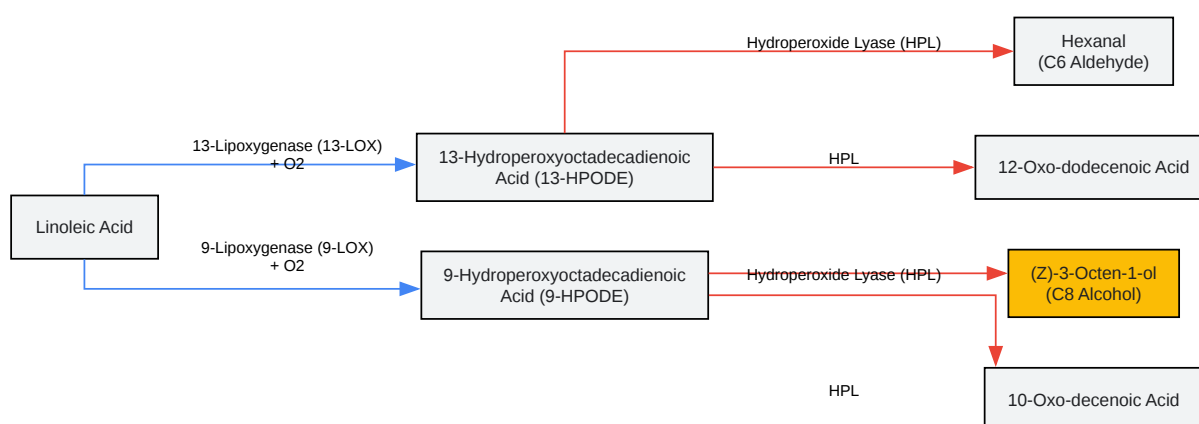 Hydroperoxide Lyase (HPL)
Hexanal
(C6 Aldehyde)
13-Lipoxygenase (13-LOX)
+ O2
13-Hydroperoxyoctadecadienoic
Acid (13-HPODE)
HPL
12-Oxo-dodecenoic Acid
Linoleic Acid
9-Lipoxygenase (9-LOX)
+ O2
9-Hydroperoxyoctadecadienoic
Acid (9-HPODE)
Hydroperoxide Lyase (HPL)
(Z)-3-Octen-1-ol
(C8 Alcohol)
HPL
10-Oxo-decenoic Acid